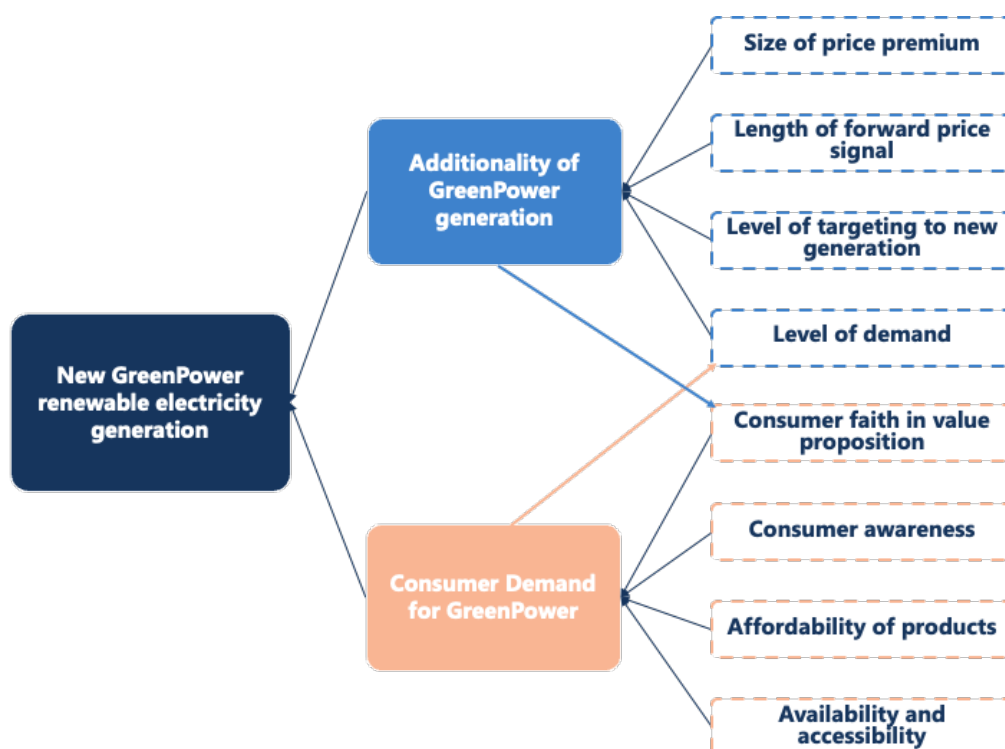 New GreenPower
renewable electricity
generation
Additionality of
GreenPower
generation
Consumer Demand
for GreenPower
Size of price premium
Length of forward price
signal
Level of targeting to new
generation
Level of demand
Consumer faith in value
proposition
Consumer awareness
Affordability of products
Availability and
accessibility